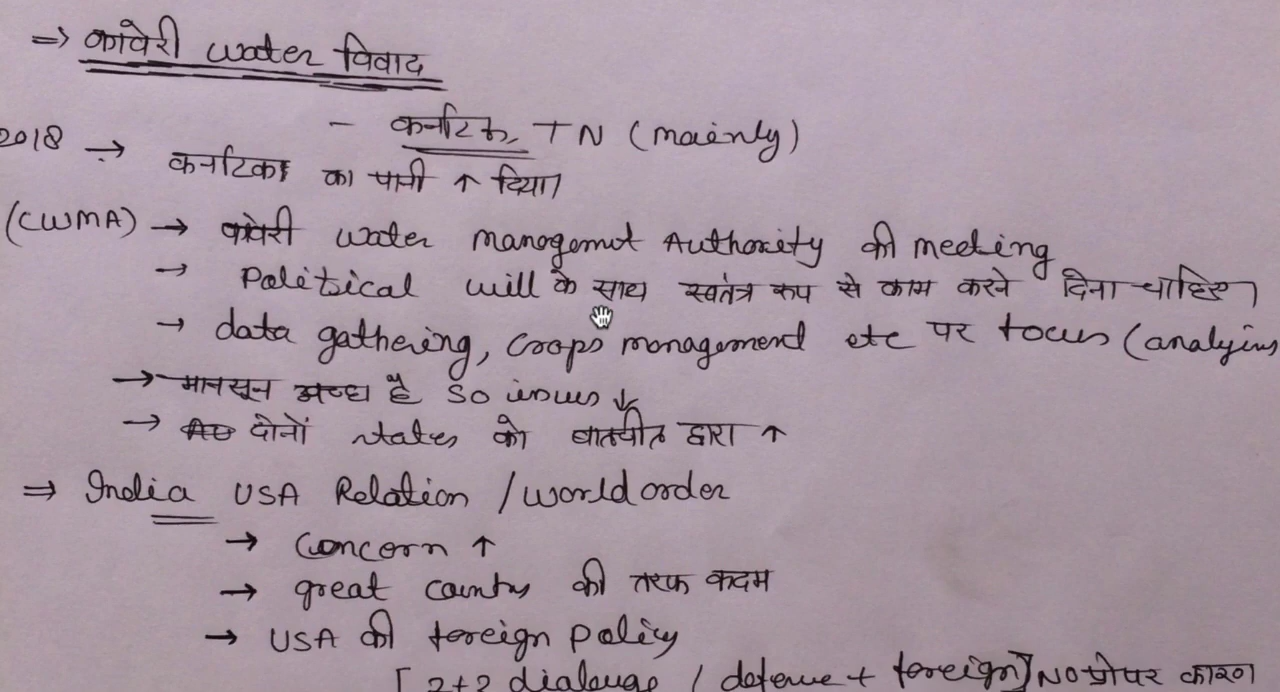 ⇒ कावेरी water विवाद
- कर्नाटक, TN (mainly)
2018 → कर्नाटका का पानी ↑ दिया।
(CWMA) → कावेरी water management Authority की meeting
→ Political will के साथ स्वतंत्र रूप से काम करने दिना चाहिए।
→ data gathering, crops management etc पर focus (analying
→ मानसून अच्छा है so issues ↓
→ दोनों states को बातचीत द्वारा ↑
⇒ India USA Relation / world order
→ Concern ↑
→ great country की तरफ कदम
→ USA की foreign policy
[2+2 dialouge / defence + foreign] No प्रोपर कारण